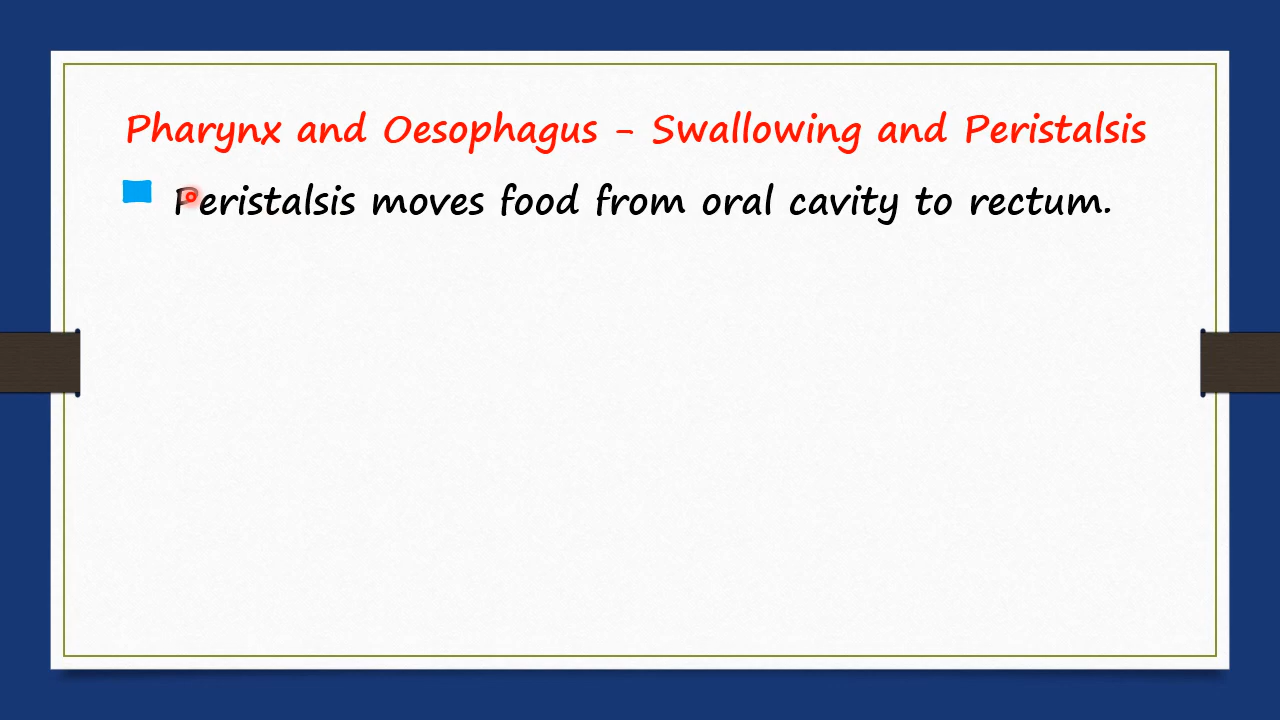 Pharynx and Oesophagus - Swallowing and Peristalsis
Peristalsis moves food from oral cavity to rectum.